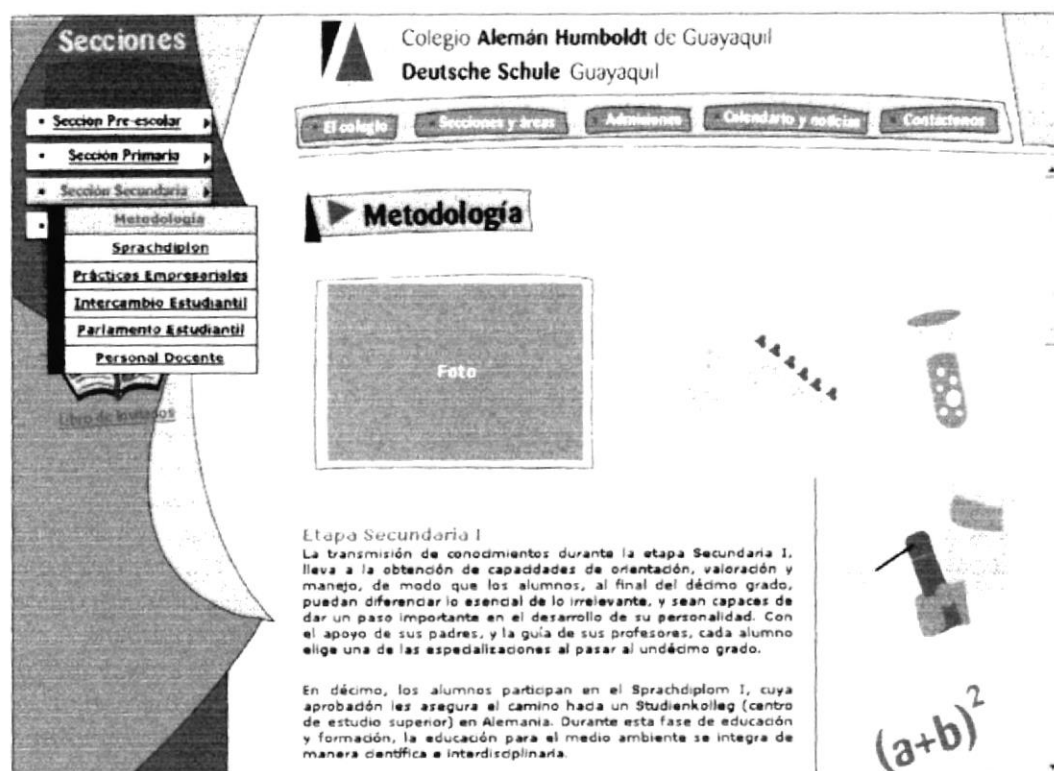 Secciones
Colegio Alemán Humboldt de Guayaquil
Deutsche Schule Guayaquil
El colegio
Secciones y áreas
Admisiones
Calendario y noticias
Contáctenos
Sección Pre-escolar
Sección Primaria
Sección Secundaria
Metodología
Sprachdiplon
Prácticas Empresariales
Intercambio Estudiantil
Parlamento Estudiantil
Personal Docente
Libro de Invitados
Metodología
Foto
Etapa Secundaria I
La transmisión de conocimientos durante la etapa Secundaria I,
lleva a la obtención de capacidades de orientación, valoración y
manejo, de modo que los alumnos, al final del décimo grado,
puedan diferenciar lo esencial de lo irrelevante, y sean capaces de
dar un paso importante en el desarrollo de su personalidad. Con
el apoyo de sus padres, y la guía de sus profesores, cada alumno
elige una de las especializaciones al pasar al undécimo grado.
En décimo, los alumnos participan en el Sprachdiplom I, cuya
aprobación les asegura el camino hacia un Studienkolleg (centro
de estudio superior) en Alemania. Durante esta fase de educación
y formación, la educación para el medio ambiente se integra de
manera científica e interdisciplinaria.
(a+b)²